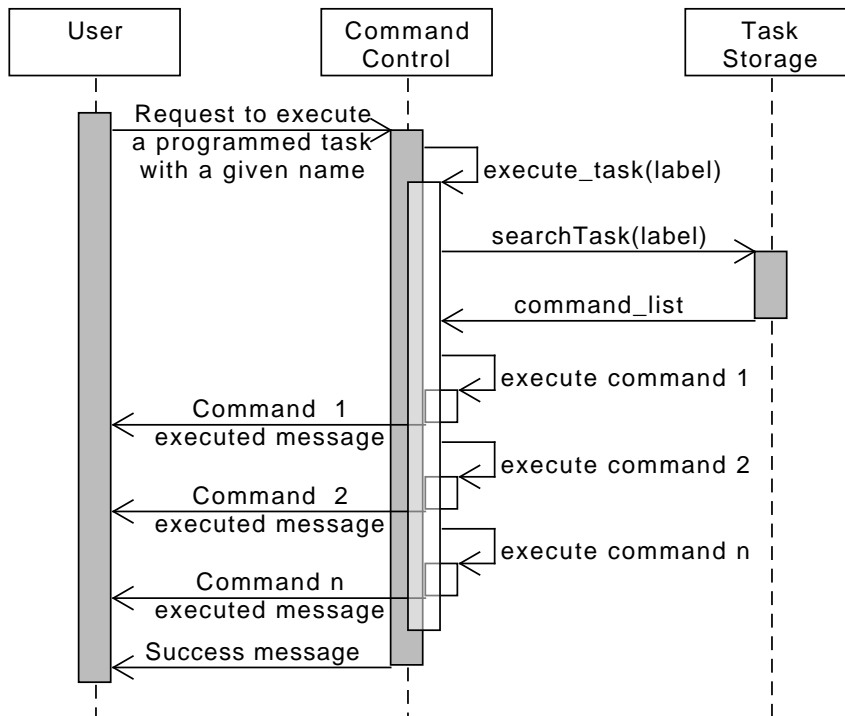 User
Command
Control
Task
Storage
Request to execute
a programmed task
with a given name
execute_task(label)
searchTask(label)
command_list
execute command 1
Command 1
executed message
execute command 2
Command 2
executed message
execute command n
Command n
executed message
Success message